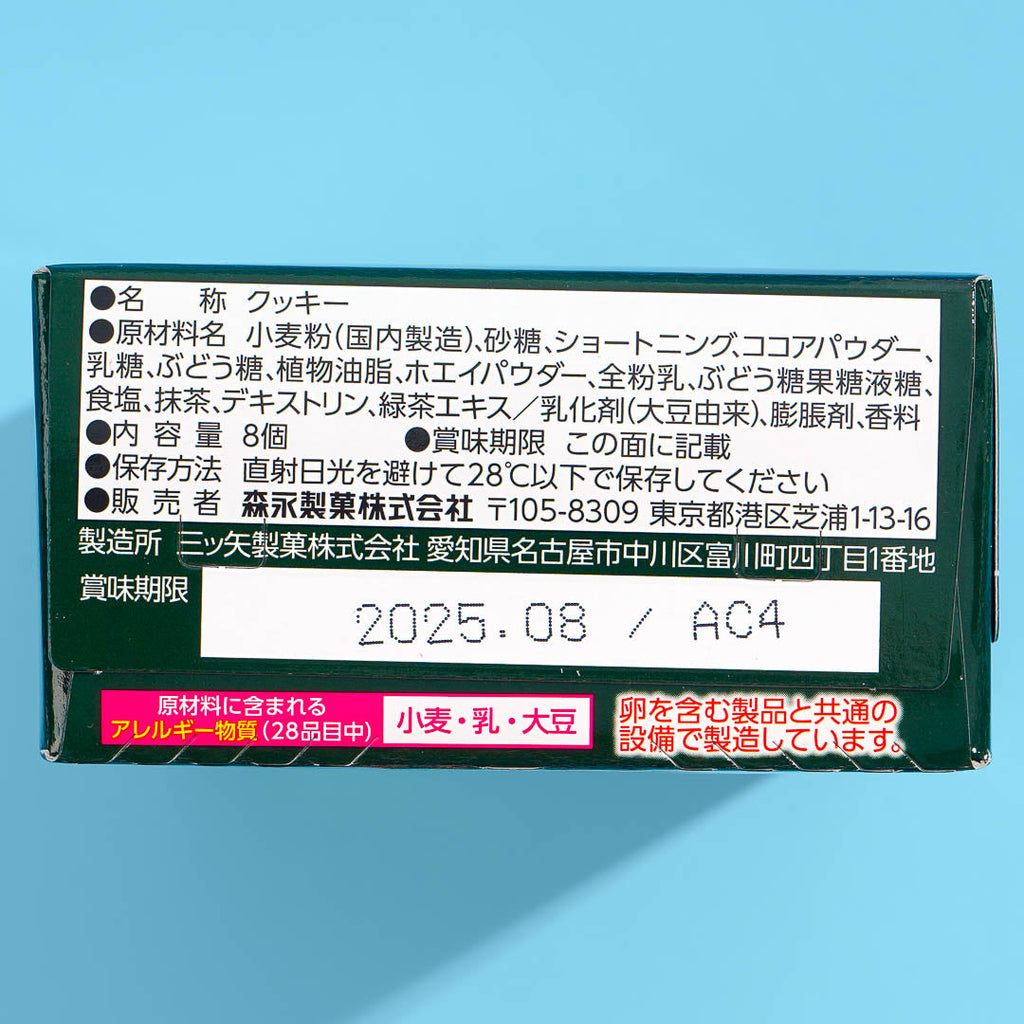 ●名 称 クッキー
●原材料名 小麦粉(国内製造)、砂糖、ショートニング、ココアパウダー、
乳糖、ぶどう糖、植物油脂、ホエイパウダー、全粉乳、ぶどう糖果糖液糖、
食塩、抹茶、デキストリン、緑茶エキス/乳化剤(大豆由来)、膨脹剤、香料
●内容量 8個 ●賞味期限 この面に記載
●保存方法 直射日光を避けて28℃以下で保存してください
●販売者 森永製菓株式会社 〒105-8309 東京都港区芝浦1-13-16
製造所 三ッ矢製菓株式会社 愛知県名古屋市中川区富川町四丁目1番地
賞味期限 2025.08 / AC4
原材料に含まれる
アレルギー物質(28品目中) 小麦・乳・大豆
卵を含む製品と共通の
設備で製造しています。